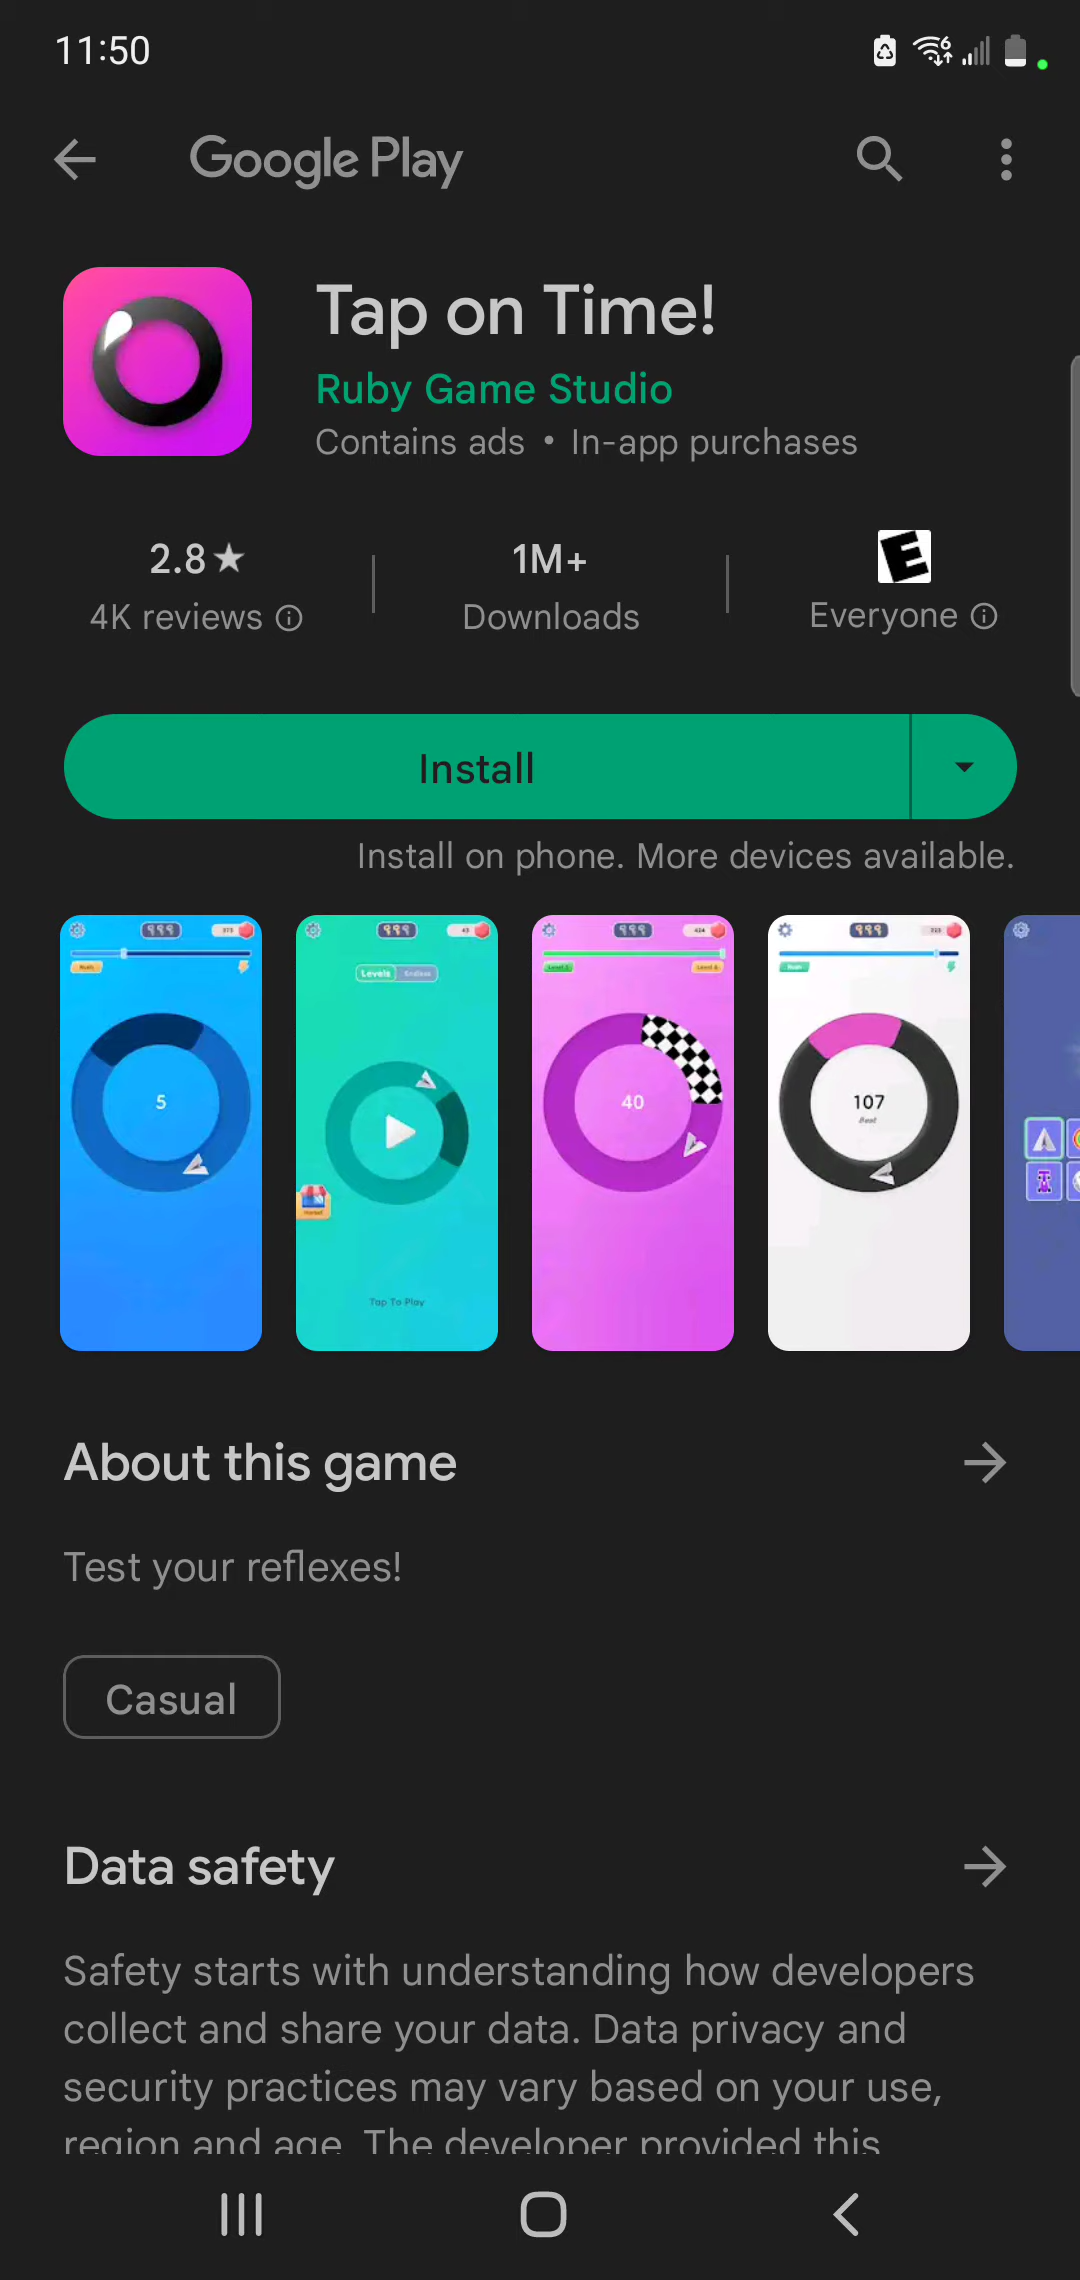 11:50
Google Play
Tap on Time!
Ruby Game Studio
Contains ads • In-app purchases
2.8★
4K reviews
1M+
Downloads
E
Everyone
Install
Install on phone. More devices available.
5
Levels
Endless
Tap To Play
40
107
Best
About this game
Test your reflexes!
Casual
Data safety
Safety starts with understanding how developers
collect and share your data. Data privacy and
security practices may vary based on your use,
region and age. The developer provided this